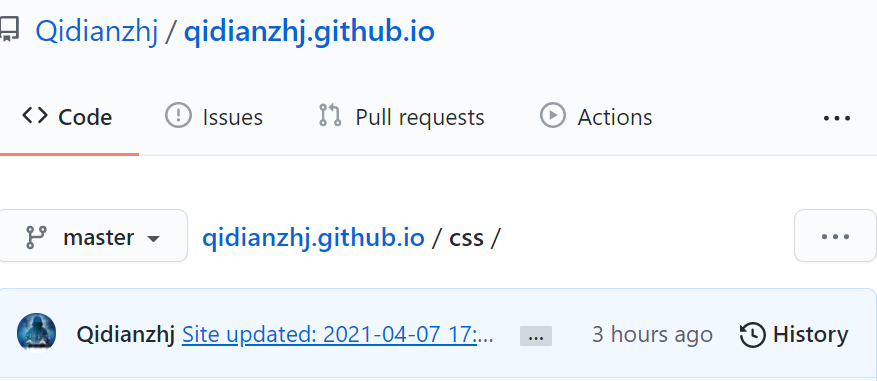 Qidianzhj / qidianzhj.github.io
Code Issues Pull requests Actions ...
master qidianzhj.github.io / css / ...
Qidianzhj Site updated: 2021-04-07 17:... ... 3 hours ago History